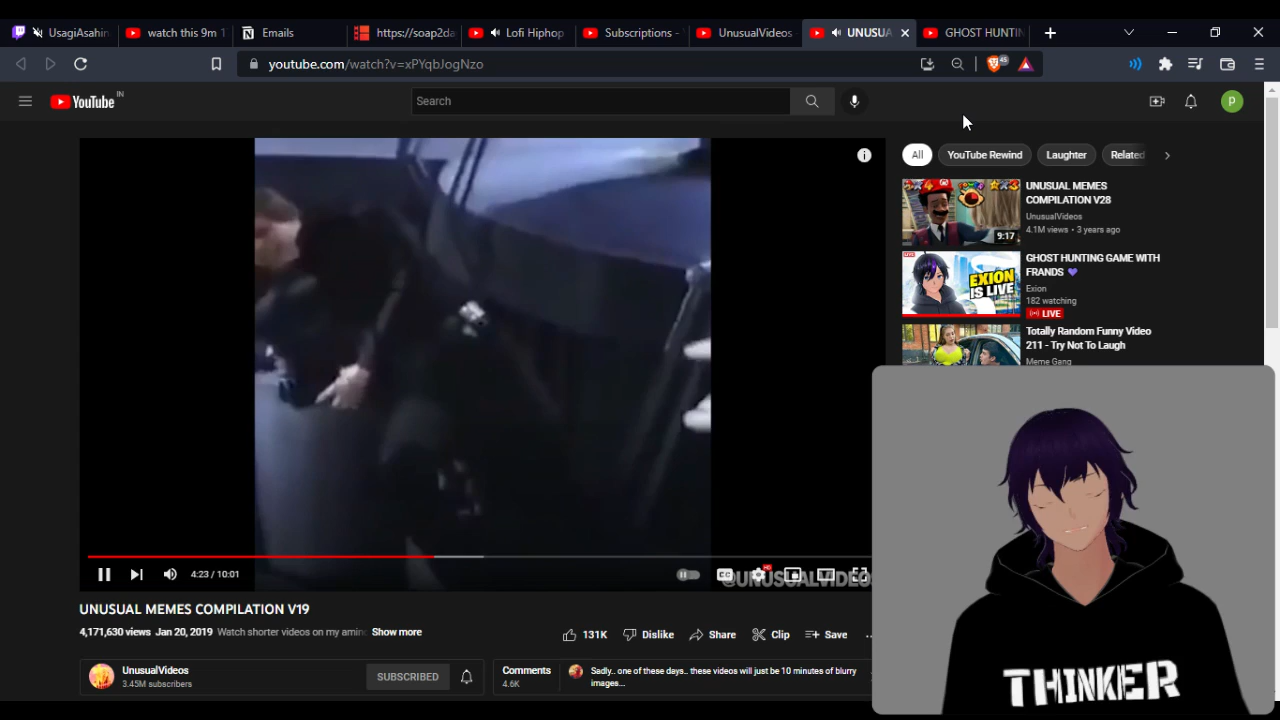 UsagiAsahin
watch this 9m 1
Emails
https://soap2da
Lofi Hiphop
Subscriptions -
UnusualVideos
UNUSUA
GHOST HUNTIN
youtube.com/watch?v=xPYqbJogNzo
45
YouTube IN
Search
p
All
YouTube Rewind
Laughter
Related
UNUSUAL MEMES
COMPILATION V28
UnusualVideos
4.1M views • 3 years ago
9:17
GHOST HUNTING GAME WITH
FRANDS 💜
Exion
182 watching
LIVE
LIVE
EXION
IS LIVE
Totally Random Funny Video
211 - Try Not To Laugh
Meme Gang
4:23 / 10:01
CC
HD
@UNUSUALVIDEOS
UNUSUAL MEMES COMPILATION V19
4,171,630 views Jan 20, 2019 Watch shorter videos on my amino Show more
131K
Dislike
Share
Clip
Save
...
UnusualVideos
3.45M subscribers
SUBSCRIBED
Comments
4.6K
Sadly.. one of these days.. these videos will just be 10 minutes of blurry
images...
THINKER